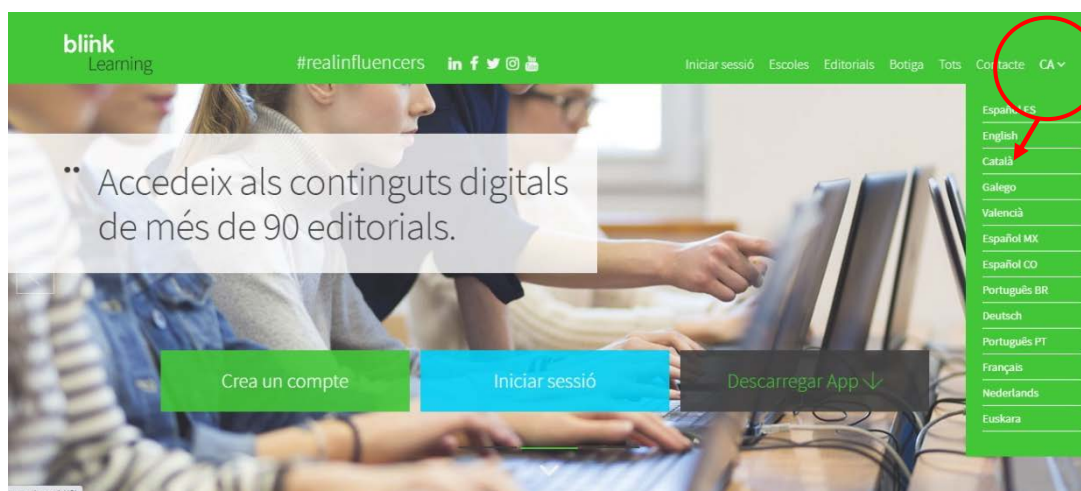 blink
Learning
#realinfluencers
Iniciar sessió Escoles Editorials Botiga Tots Contacte CA
Español ES
English
Català
Galego
Valencià
Español MX
Español CO
Português BR
Deutsch
Português PT
Français
Nederlands
Euskara
¨ Accedeix als continguts digitals
de més de 90 editorials.
Crea un compte
Iniciar sessió
Descarregar App ↓